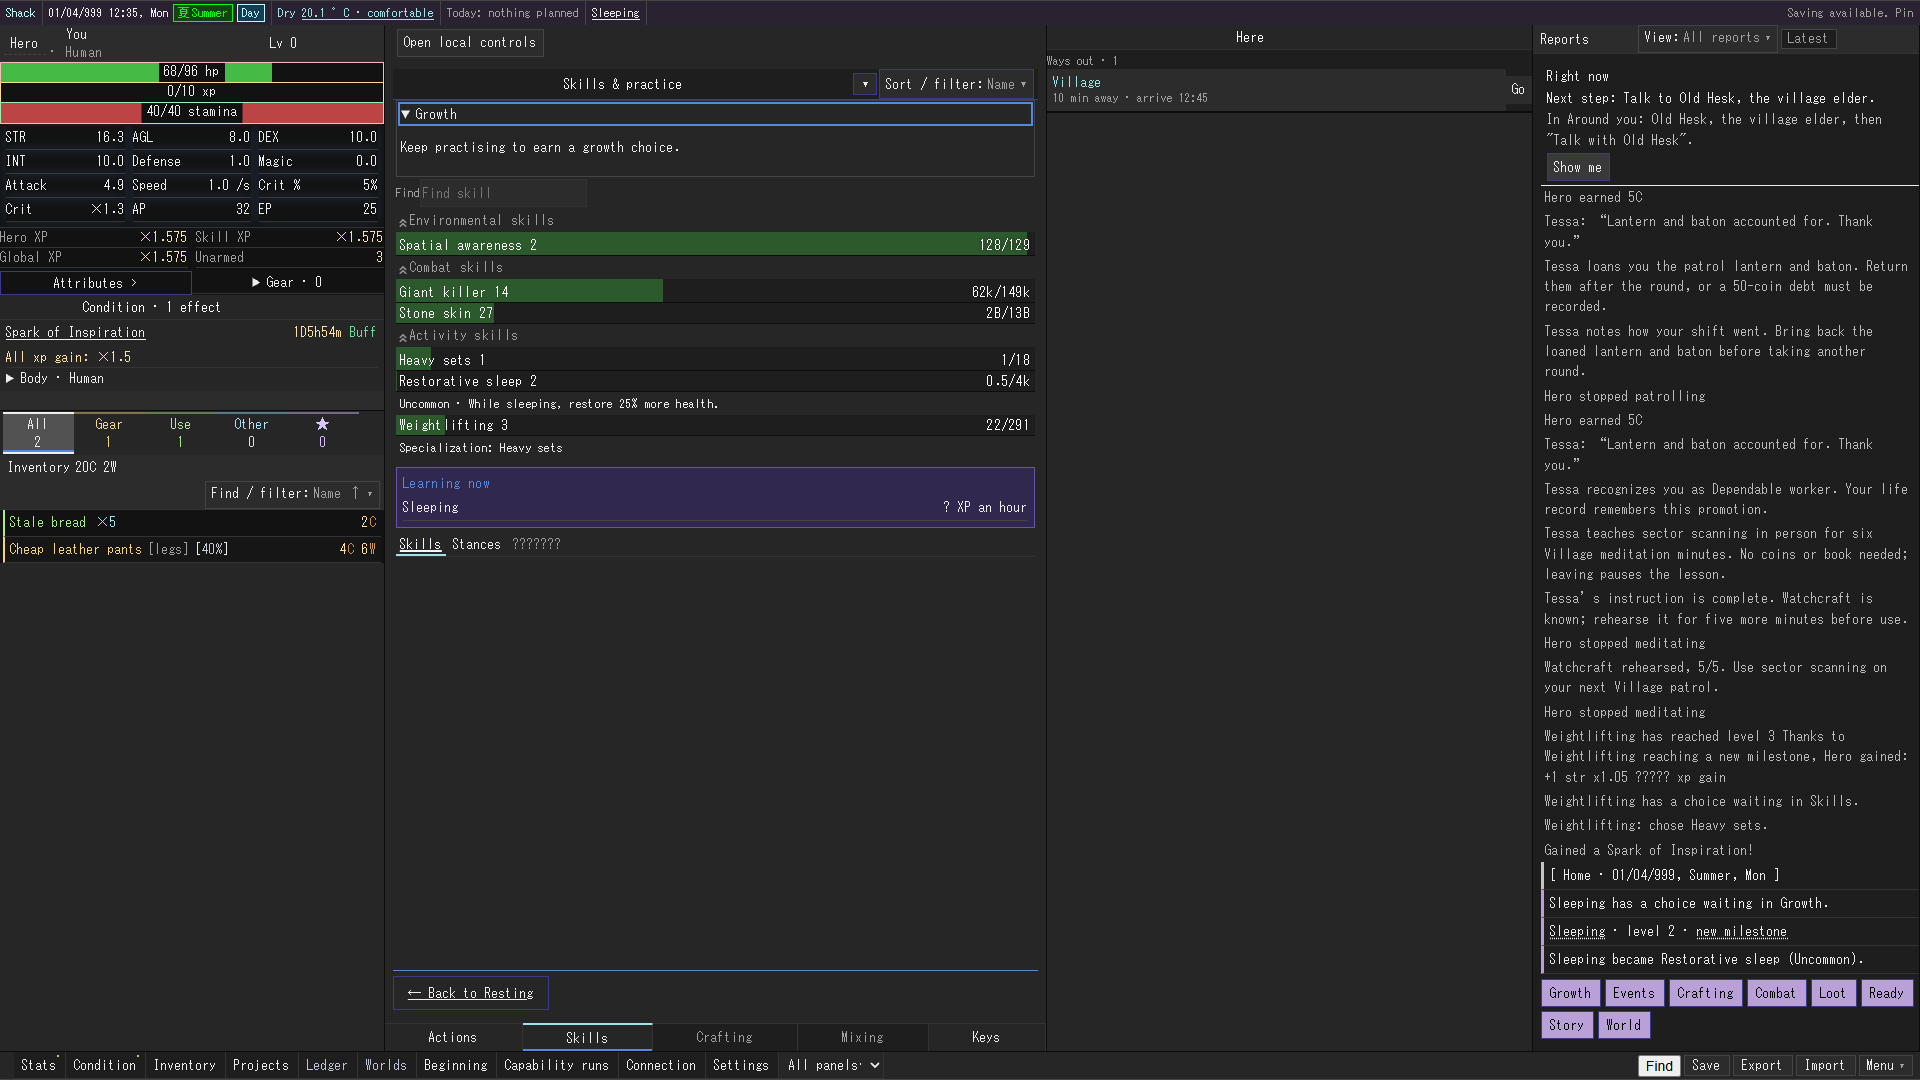 Shack 01/04/999 12:35, Mon 夏Summer Day Dry 20.1 °C · comfortable Today: nothing planned Sleeping Saving available. Pin
Hero · You Lv 0
Human
68/96 hp
0/10 xp
40/40 stamina
STR 16.3 AGL 8.0 DEX 10.0
INT 10.0 Defense 1.0 Magic 0.0
Attack 4.9 Speed 1.0 /s Crit % 5%
Crit ×1.3 AP 32 EP 25
Hero XP ×1.575 Skill XP ×1.575
Global XP ×1.575 Unarmed 3
Attributes > ▶ Gear · 0
Condition · 1 effect
Spark of Inspiration 1D5h54m Buff
All xp gain: ×1.5
▶ Body · Human
All Gear Use Other ★
2 1 1 0 0
Inventory 20C 2W
Find / filter: Name ↑ ▾
Stale bread ×5 2C
Cheap leather pants [legs] [40%] 4C 6W
Open local controls
Skills & practice ▾ Sort / filter: Name ▾
▼ Growth
Keep practising to earn a growth choice.
Find Find skill
Environmental skills
Spatial awareness 2 128/129
Combat skills
Giant killer 14 62k/149k
Stone skin 27 2B/13B
Activity skills
Heavy sets 1 1/18
Restorative sleep 2 0.5/4k
Uncommon · While sleeping, restore 25% more health.
Weightlifting 3 22/291
Specialization: Heavy sets
Learning now
Sleeping ? XP an hour
Skills Stances ???????
← Back to Resting
Actions Skills Crafting Mixing Keys
Here
Ways out · 1
Village
10 min away · arrive 12:45
Go
Reports View: All reports ▾ Latest
Right now
Next step: Talk to Old Hesk, the village elder.
In Around you: Old Hesk, the village elder, then
"Talk with Old Hesk".
Show me
Hero earned 5C
Tessa: “Lantern and baton accounted for. Thank
you.”
Tessa loans you the patrol lantern and baton. Return
them after the round, or a 50-coin debt must be
recorded.
Tessa notes how your shift went. Bring back the
loaned lantern and baton before taking another
round.
Hero stopped patrolling
Hero earned 5C
Tessa: “Lantern and baton accounted for. Thank
you.”
Tessa recognizes you as Dependable worker. Your life
record remembers this promotion.
Tessa teaches sector scanning in person for six
Village meditation minutes. No coins or book needed;
leaving pauses the lesson.
Tessa’s instruction is complete. Watchcraft is
known; rehearse it for five more minutes before use.
Hero stopped meditating
Watchcraft rehearsed, 5/5. Use sector scanning on
your next Village patrol.
Hero stopped meditating
Weightlifting has reached level 3 Thanks to
Weightlifting reaching a new milestone, Hero gained:
+1 str x1.05 ????? xp gain
Weightlifting has a choice waiting in Skills.
Weightlifting: chose Heavy sets.
Gained a Spark of Inspiration!
[ Home · 01/04/999, Summer, Mon ]
Sleeping has a choice waiting in Growth.
Sleeping · level 2 · new milestone
Sleeping became Restorative sleep (Uncommon).
Growth Events Crafting Combat Loot Ready
Story World
Stats Condition Inventory Projects Ledger Worlds Beginning Capability runs Connection Settings All panels· Find Save Export Import Menu ▾